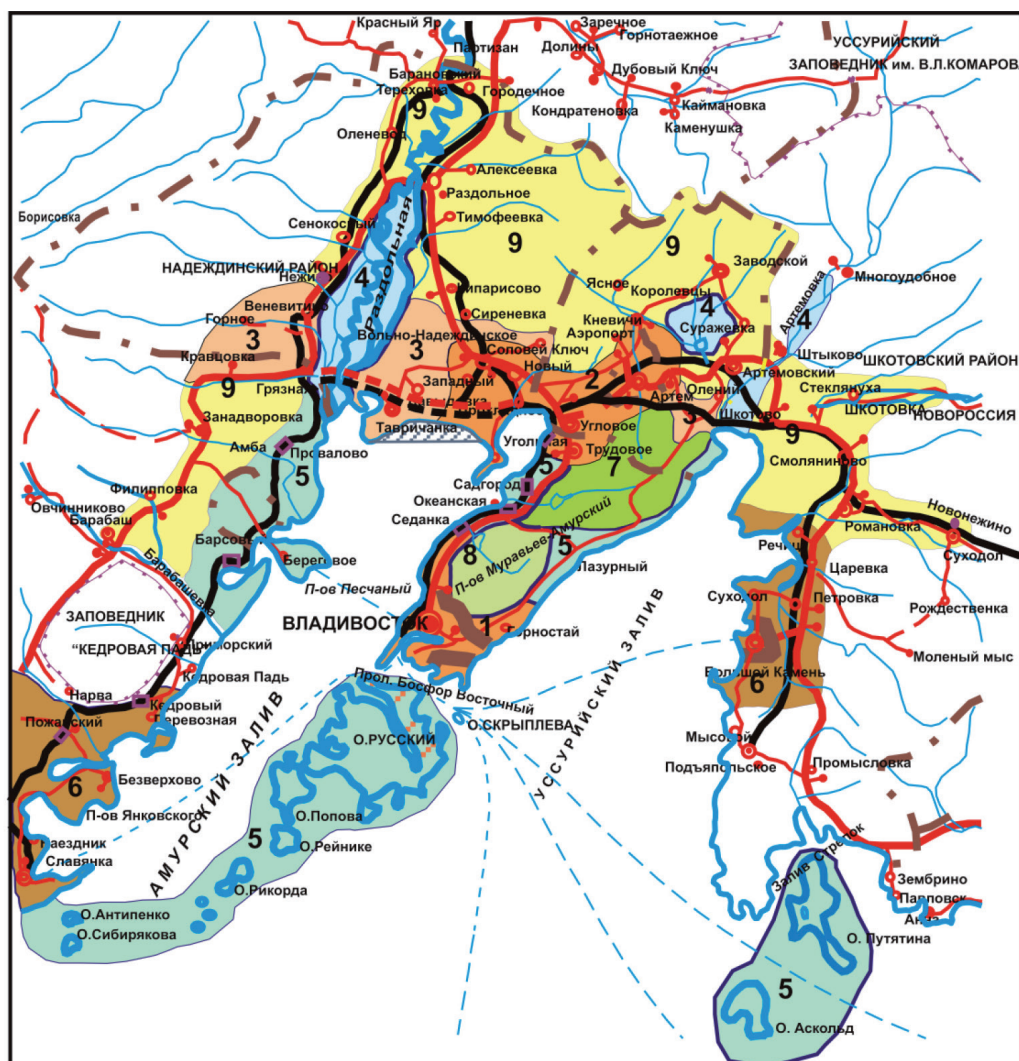 Красный Яр
Заречное
Горнотаежное
Партизан
Долины
УССУРИЙСКИЙ
ЗАПОВЕДНИК им. В.Л.КОМАРОВА
Барановский
Дубовый Ключ
Тереховка
Городечное
9
Кондратеновка
Каймановка
Каменушка
Оленевод
Алексеевка
Раздольное
Борисовка
Сенокосный
Тимофеевка
Раздольная
9
9
НАДЕЖДИНСКИЙ РАЙОН
Нежи
4
Заводской
Многоудобное
Кипарисово
Ясное
Королевцы
Артемовка
Веневитино
Горное
Сиреневка
Кневичи
4
4
Суражевка
3
Вольно-Надеждинское
3
Аэропорт
Кравцовка
Соловей Ключ
Штыково
ШКОТОВСКИЙ РАЙОН
Грязная
9
Западный
Новый
2
Артемовский
Стеклянуха
Артем
Олений
ШКОТОВКА
НОВОРОССИЯ
Занадворовка
Тавричанка
Угловое
3
Шкотово
9
Амба
Провалово
Угольная
Трудовое
5
5
7
Смоляниново
Филипповка
Садгород
Океанская
Овчинниково
Барабаш
Седанка
Романовка
Новонежино
Барсов
8
П-ов Муравьев-Амурский
5
Речиц
Суходол
Береговое
Лазурный
Царевка
Барабашевка
П-ов Песчаный
Суходол
Петровка
Рождественка
ЗАПОВЕДНИК
ВЛАДИВОСТОК
1
Горностай
"КЕДРОВАЯ ПАДЬ"
Приморский
Моленый мыс
Кедровая Падь
Прол. Босфор Восточный
Большой Камень
6
Нарва
Кедровый
Перевозная
О.СКРЫПЛЕВА
УССУРИЙСКИЙ ЗАЛИВ
Пожарский
О.РУССКИЙ
Мысовой
Подъяпольское
Промысловка
Безверхово
6
АМУРСКИЙ ЗАЛИВ
П-ов Янковского
О.Попова
5
О.Рейнике
Славянка
Залив Стрелок
О.Рикорда
Зембрино
Павловск
Анна
О.Антипенко
О.Сибирякова
О. Путятина
5
О. Аскольд